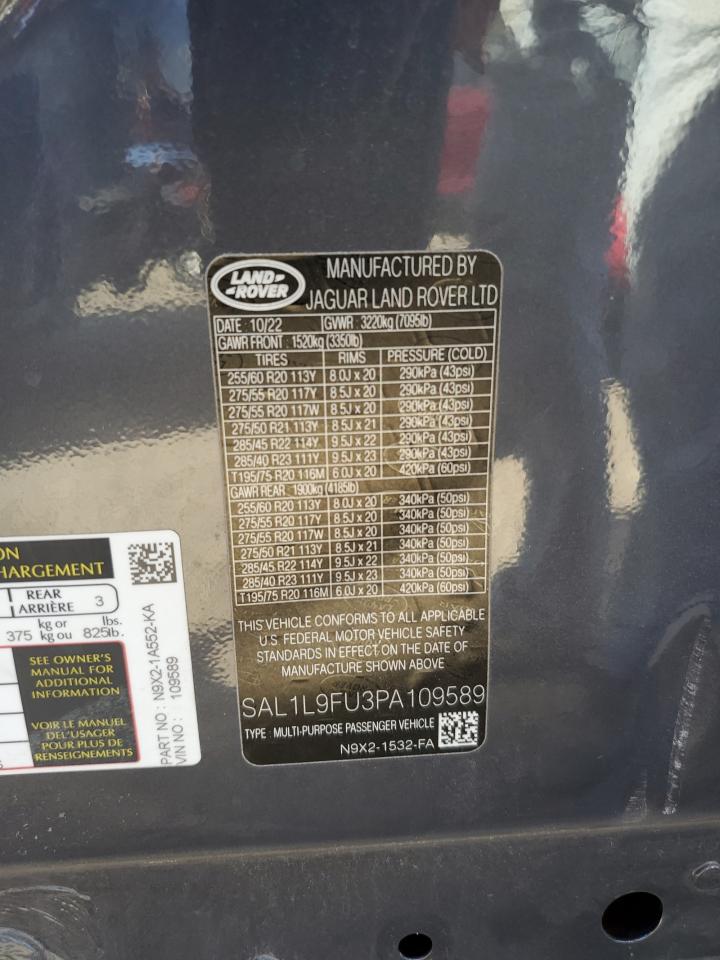 LAND-
-ROVER
MANUFACTURED BY
JAGUAR LAND ROVER LTD
DATE: 10/22 GVWR: 3220kg (7095lb)
GAWR FRONT: 1520kg (3350lb)
TIRES RIMS PRESSURE (COLD)
255/60 R20 113Y 8.0J x 20 290kPa (43psi)
275/55 R20 117Y 8.5J x 20 290kPa (43psi)
275/55 R20 117W 8.5J x 20 290kPa (43psi)
275/50 R21 113Y 8.5J x 21 290kPa (43psi)
285/45 R22 114Y 9.5J x 22 290kPa (43psi)
285/40 R23 111Y 9.5J x 23 290kPa (43psi)
T195/75 R20 116M 6.0J x 20 420kPa (60psi)
GAWR REAR: 1900kg (4185lb)
255/60 R20 113Y 8.0J x 20 340kPa (50psi)
275/55 R20 117Y 8.5J x 20 340kPa (50psi)
275/55 R20 117W 8.5J x 20 340kPa (50psi)
275/50 R21 113Y 8.5J x 21 340kPa (50psi)
285/45 R22 114Y 9.5J x 22 340kPa (50psi)
285/40 R23 111Y 9.5J x 23 340kPa (50psi)
T195/75 R20 116M 6.0J x 20 420kPa (60psi)
THIS VEHICLE CONFORMS TO ALL APPLICABLE
U.S. FEDERAL MOTOR VEHICLE SAFETY
STANDARDS IN EFFECT ON THE DATE OF
MANUFACTURE SHOWN ABOVE
SAL1L9FU3PA109589
TYPE: MULTI-PURPOSE PASSENGER VEHICLE
N9X2-1532-FA
ON
HARGEMENT
REAR
ARRIÈRE 3
375 kg or lbs.
kg ou 825lb.
SEE OWNER'S
MANUAL FOR
ADDITIONAL
INFORMATION
VOIR LE MANUEL
DEL'USAGER
POUR PLUS DE
RENSEIGNEMENTS
PART NO: N9X2-1A552-KA
VIN NO: 109589